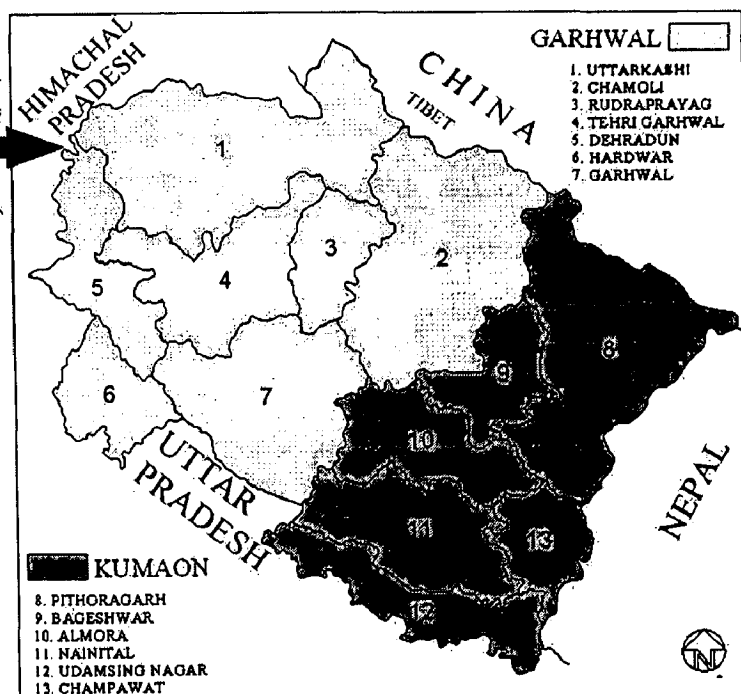 HIMACHAL
PRADESH
CHINA
TIBET
GARHWAL
1. UTTARKASHI
2. CHAMOLI
3. RUDRAPRAYAG
4. TEHRI GARHWAL
5. DEHRADUN
6. HARDWAR
7. GARHWAL
1
2
3
4
5
6
7
8
9
10
11
12
13
UTTAR
PRADESH
NEPAL
KUMAON
8. PITHORAGARH
9. BAGESHWAR
10. ALMORA
11. NAINITAL
12. UDAMSING NAGAR
13. CHAMPAWAT
N